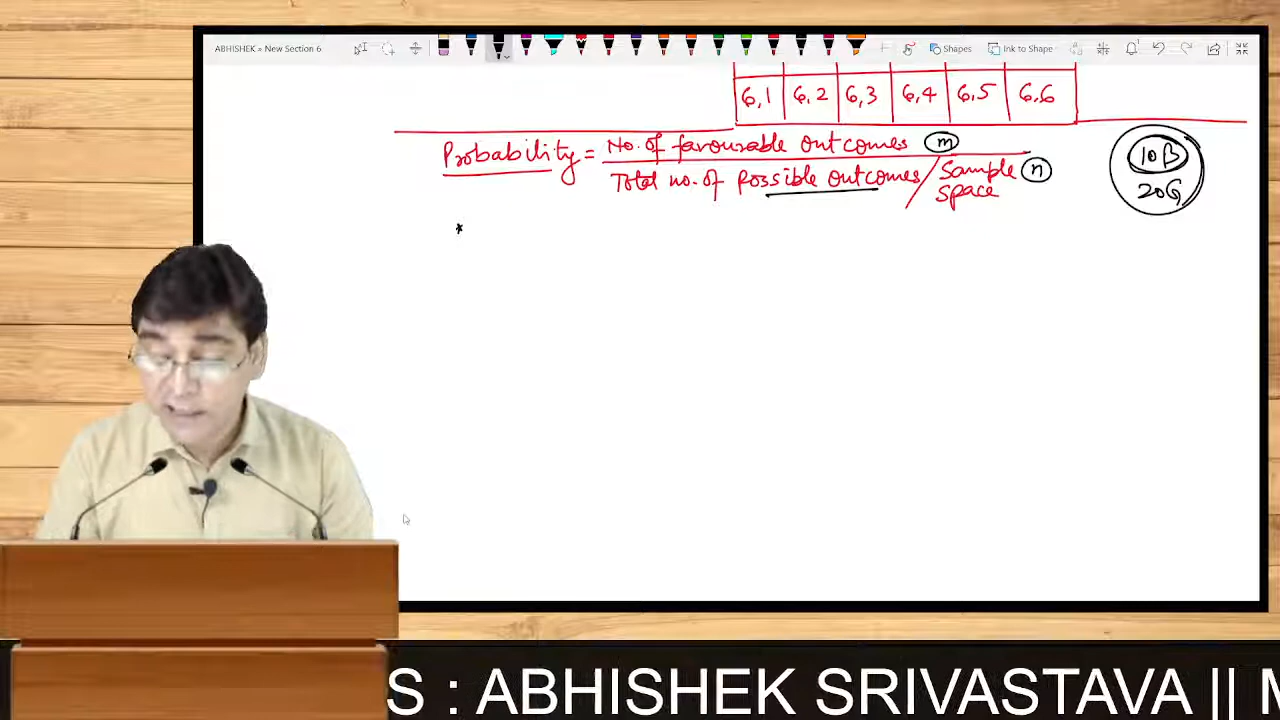 ABHISHEK » New Section 6
Shapes
Ink to Shape
6,1 6,2 6,3 6,4 6,5 6,6
Probability = No. of favourable outcomes m
Total no. of possible outcomes / Sample space n
10B
20G
*
S : ABHISHEK SRIVASTAVA || M